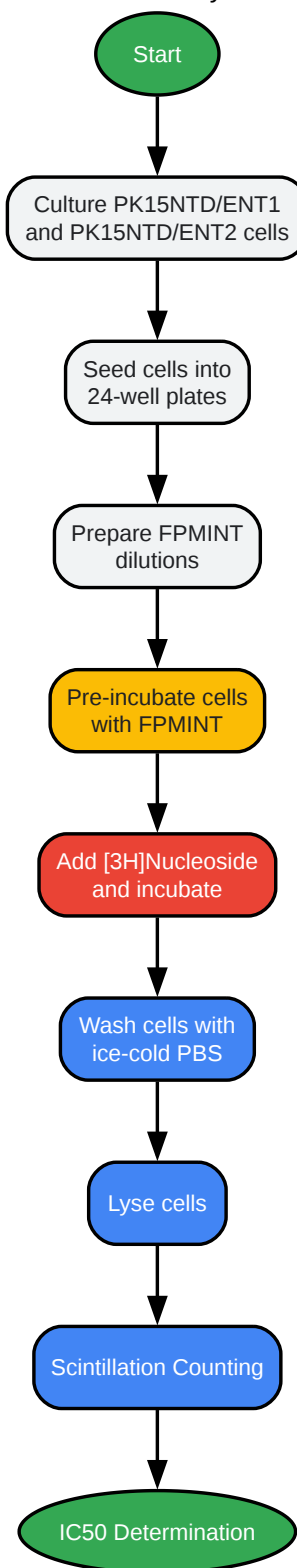 Start
Culture PK15NTD/ENT1
and PK15NTD/ENT2 cells
Seed cells into
24-well plates
Prepare FPMINT
dilutions
Pre-incubate cells
with FPMINT
Add [3H]Nucleoside
and incubate
Wash cells with
ice-cold PBS
Lyse cells
Scintillation Counting
IC50 Determination